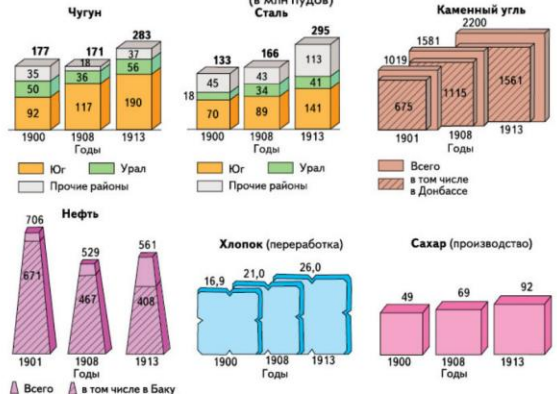 (в млн пудов)
Чугун
177
171
283
35
50
92
18
36
117
37
56
190
1900
1908
1913
Годы
Юг
Урал
Прочие районы
Сталь
133
166
295
45
18
70
43
34
89
113
41
141
1900
1908
1913
Годы
Юг
Урал
Прочие районы
Каменный уголь
1019
1581
2200
675
1115
1561
1901
1908
1913
Годы
Всего
в том числе
в Донбассе
Нефть
706
529
561
671
467
408
1901
1908
1913
Годы
Всего
в том числе в Баку
Хлопок (переработка)
16,9
21,0
26,0
1900
1908
1913
Годы
Сахар (производство)
49
69
92
1900
1908
1913
Годы